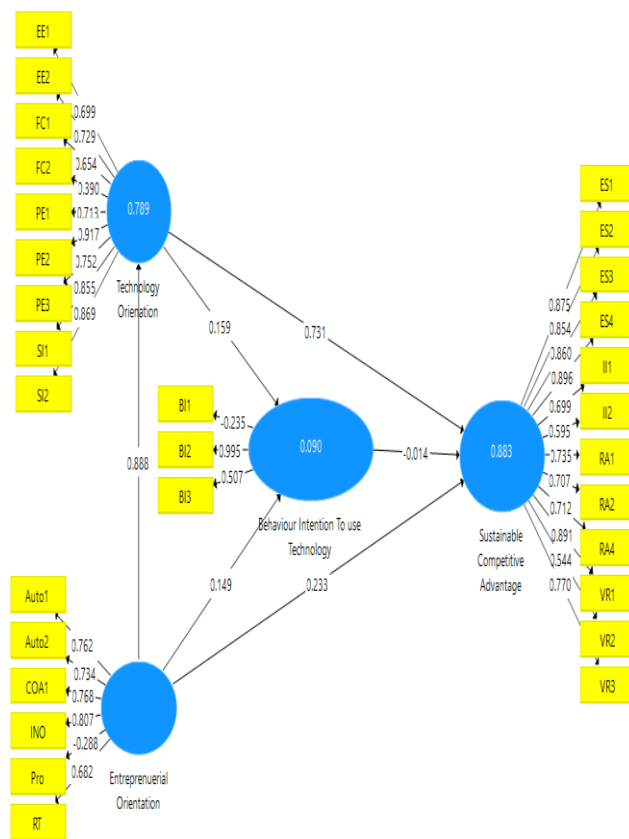 EE1
EE2
FC1
FC2
PE1
PE2
PE3
SI1
SI2
0.699
0.729
0.654
0.390
0.713
0.917
0.752
0.855
0.869
0.789
Technology
Orienation
0.159
0.731
0.888
BI1
BI2
BI3
-0.235
0.995
0.507
0.090
Behaviour Intention To use
Technology
-0.014
0.149
0.233
Auto1
Auto2
COA1
INO
Pro
RT
0.762
0.734
0.768
0.807
-0.288
0.682
Entreprenuerial
Orientation
0.883
Sustainable
Competitive
Advantage
0.875
0.854
0.860
0.896
0.699
0.595
0.735
0.707
0.712
0.891
0.544
0.770
ES1
ES2
ES3
ES4
II1
II2
RA1
RA2
RA4
VR1
VR2
VR3